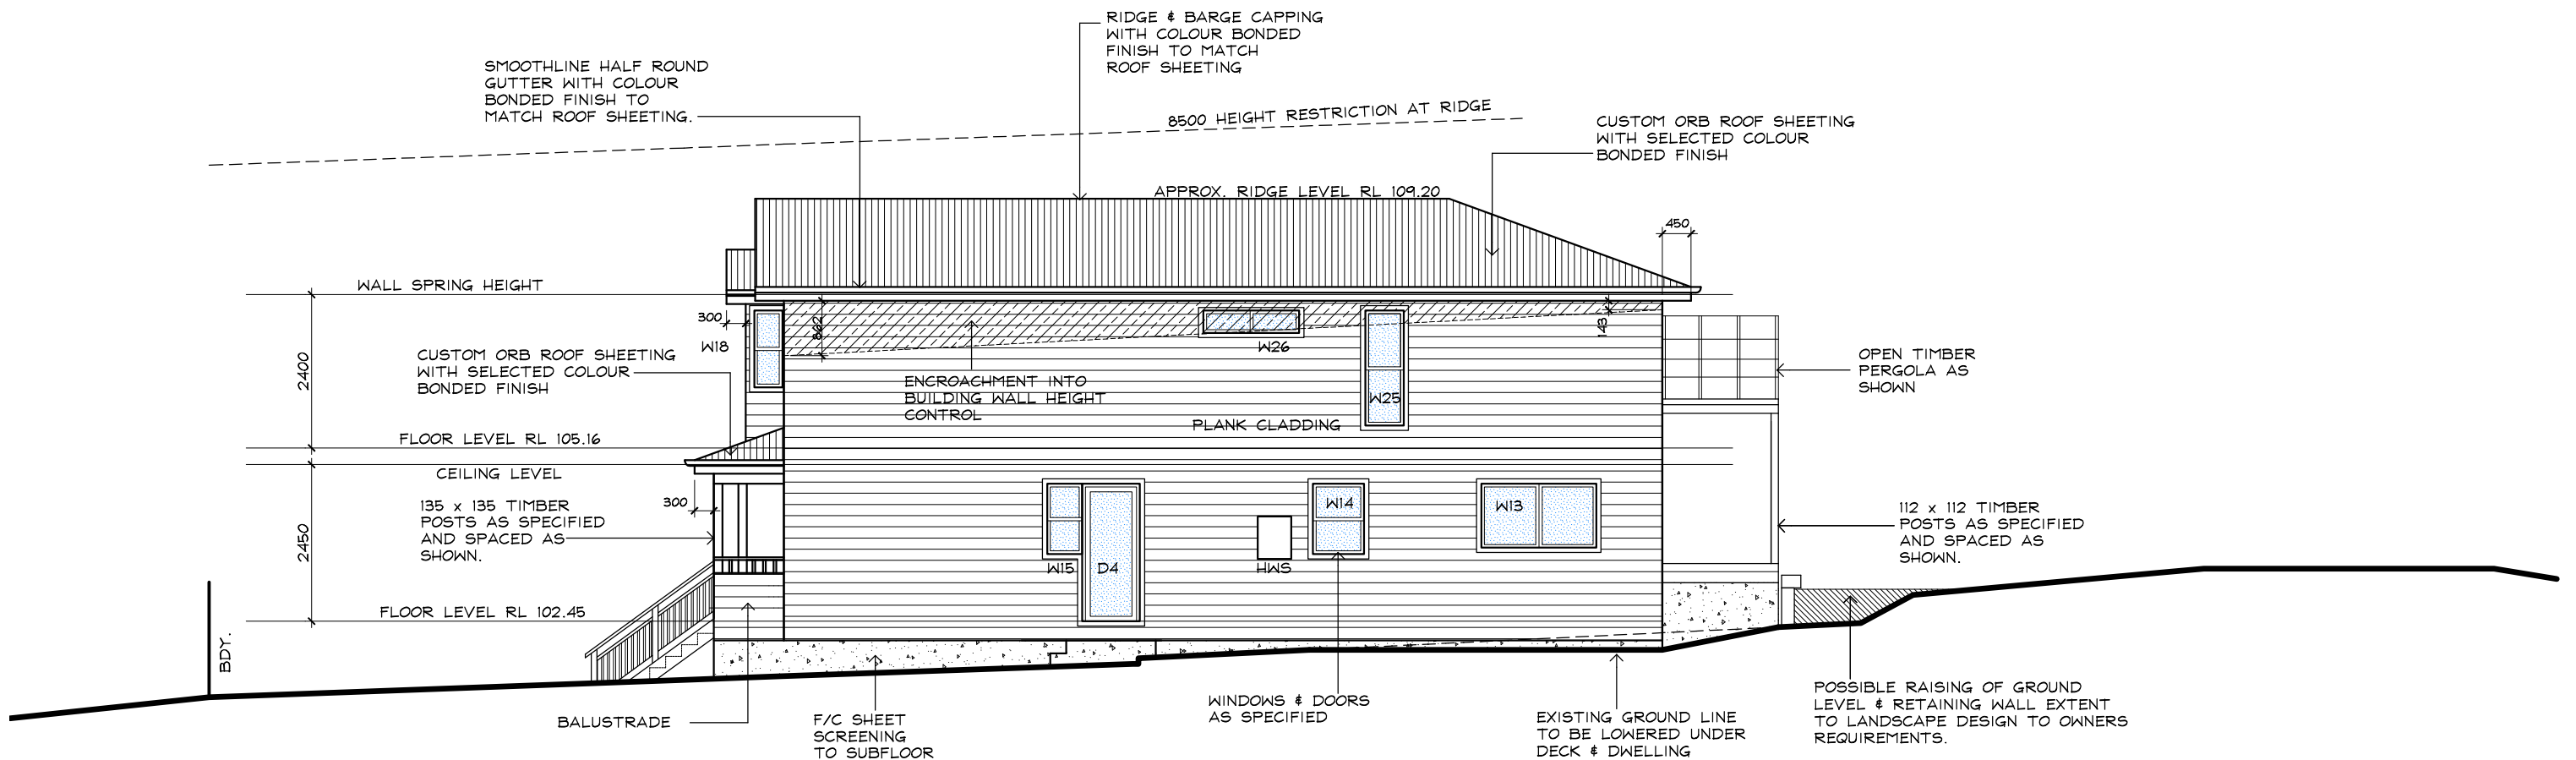 RIDGE & BARGE CAPPING
WITH COLOUR BONDED
FINISH TO MATCH
ROOF SHEETING
SMOOTHLINE HALF ROUND
GUTTER WITH COLOUR
BONDED FINISH TO
MATCH ROOF SHEETING.
8500 HEIGHT RESTRICTION AT RIDGE
CUSTOM ORB ROOF SHEETING
WITH SELECTED COLOUR
BONDED FINISH
APPROX. RIDGE LEVEL RL 109.20
450
WALL SPRING HEIGHT
300
862
143
W18
W26
2400
CUSTOM ORB ROOF SHEETING
WITH SELECTED COLOUR
BONDED FINISH
ENCROACHMENT INTO
BUILDING WALL HEIGHT
CONTROL
W25
OPEN TIMBER
PERGOLA AS
SHOWN
PLANK CLADDING
FLOOR LEVEL RL 105.16
CEILING LEVEL
300
135 x 135 TIMBER
POSTS AS SPECIFIED
AND SPACED AS
SHOWN.
2450
W14
W13
112 x 112 TIMBER
POSTS AS SPECIFIED
AND SPACED AS
SHOWN.
W15
D4
HWS
FLOOR LEVEL RL 102.45
BDY.
BALUSTRADE
F/C SHEET
SCREENING
TO SUBFLOOR
WINDOWS & DOORS
AS SPECIFIED
EXISTING GROUND LINE
TO BE LOWERED UNDER
DECK & DWELLING
POSSIBLE RAISING OF GROUND
LEVEL & RETAINING WALL EXTENT
TO LANDSCAPE DESIGN TO OWNERS
REQUIREMENTS.